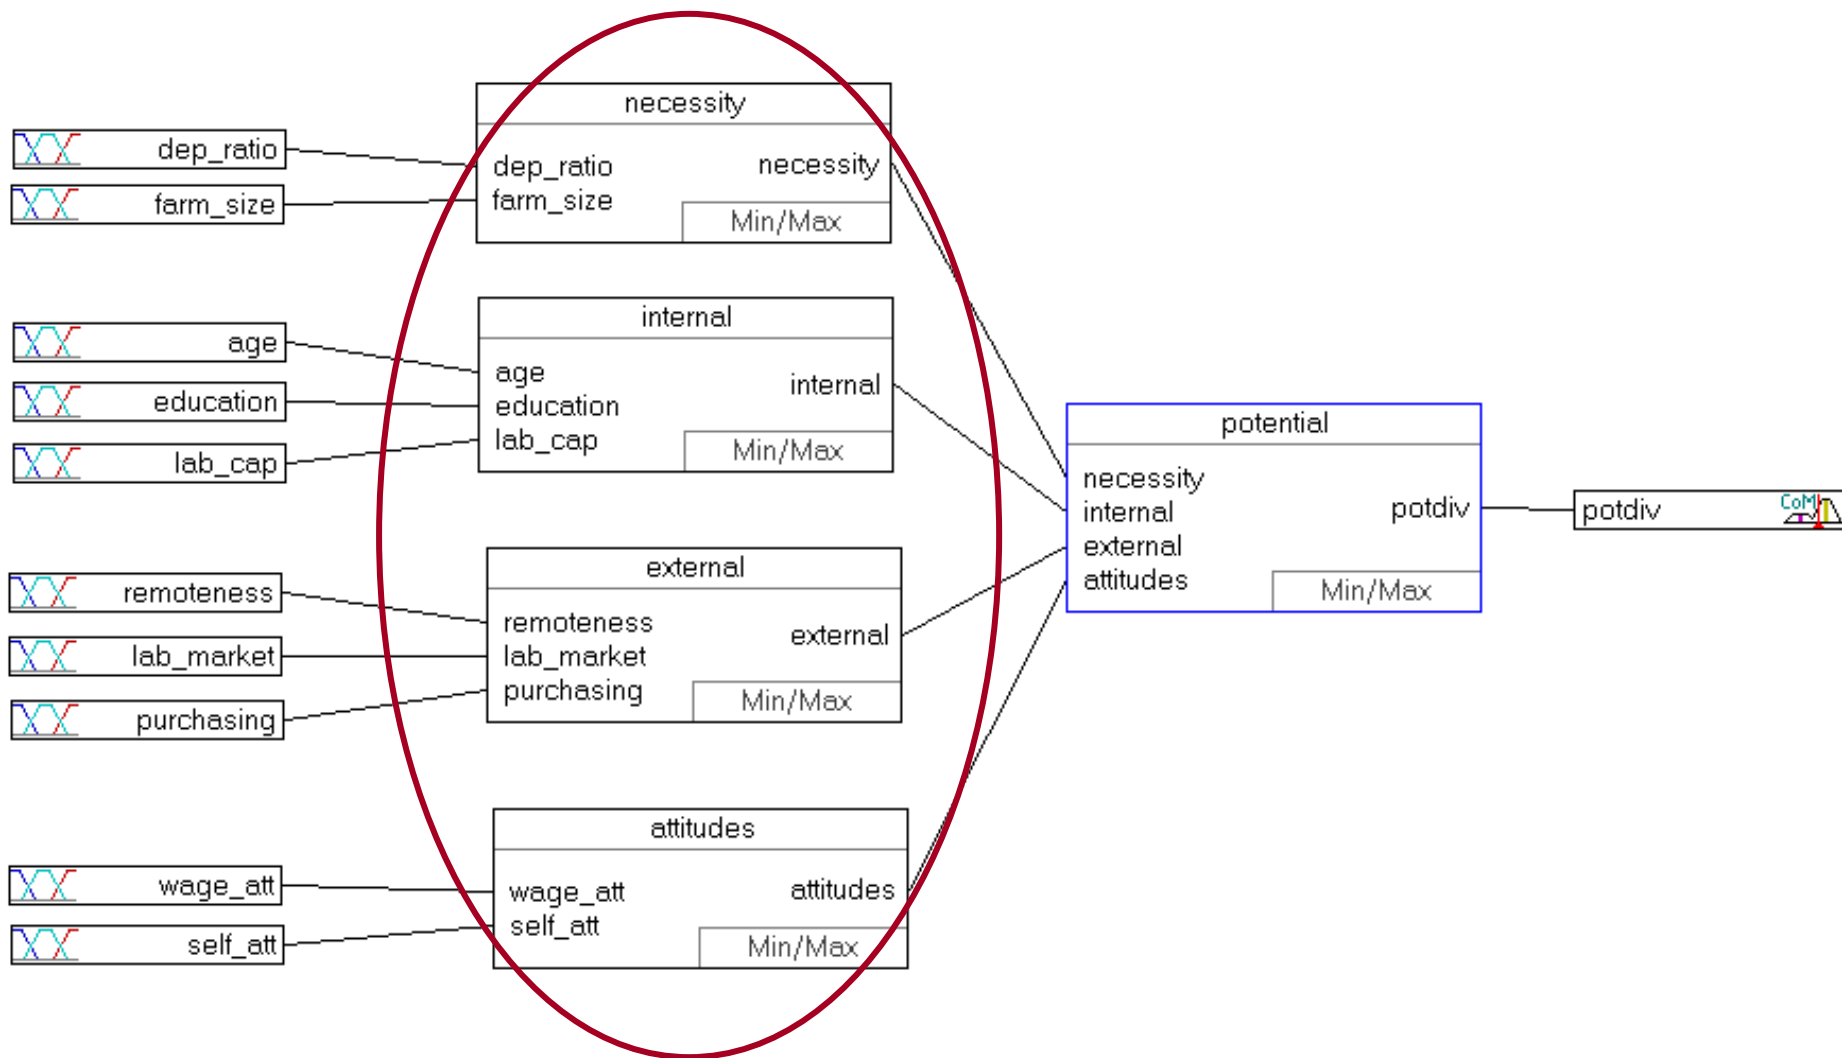 necessity
dep_ratio
dep_ratio
necessity
farm_size
farm_size
Min/Max
internal
age
age
internal
education
education
lab_cap
lab_cap
Min/Max
potential
necessity
internal
potdiv
potdiv
CoM
external
attitudes
Min/Max
external
remoteness
remoteness
external
lab_market
lab_market
purchasing
purchasing
Min/Max
attitudes
wage_att
wage_att
attitudes
self_att
self_att
Min/Max